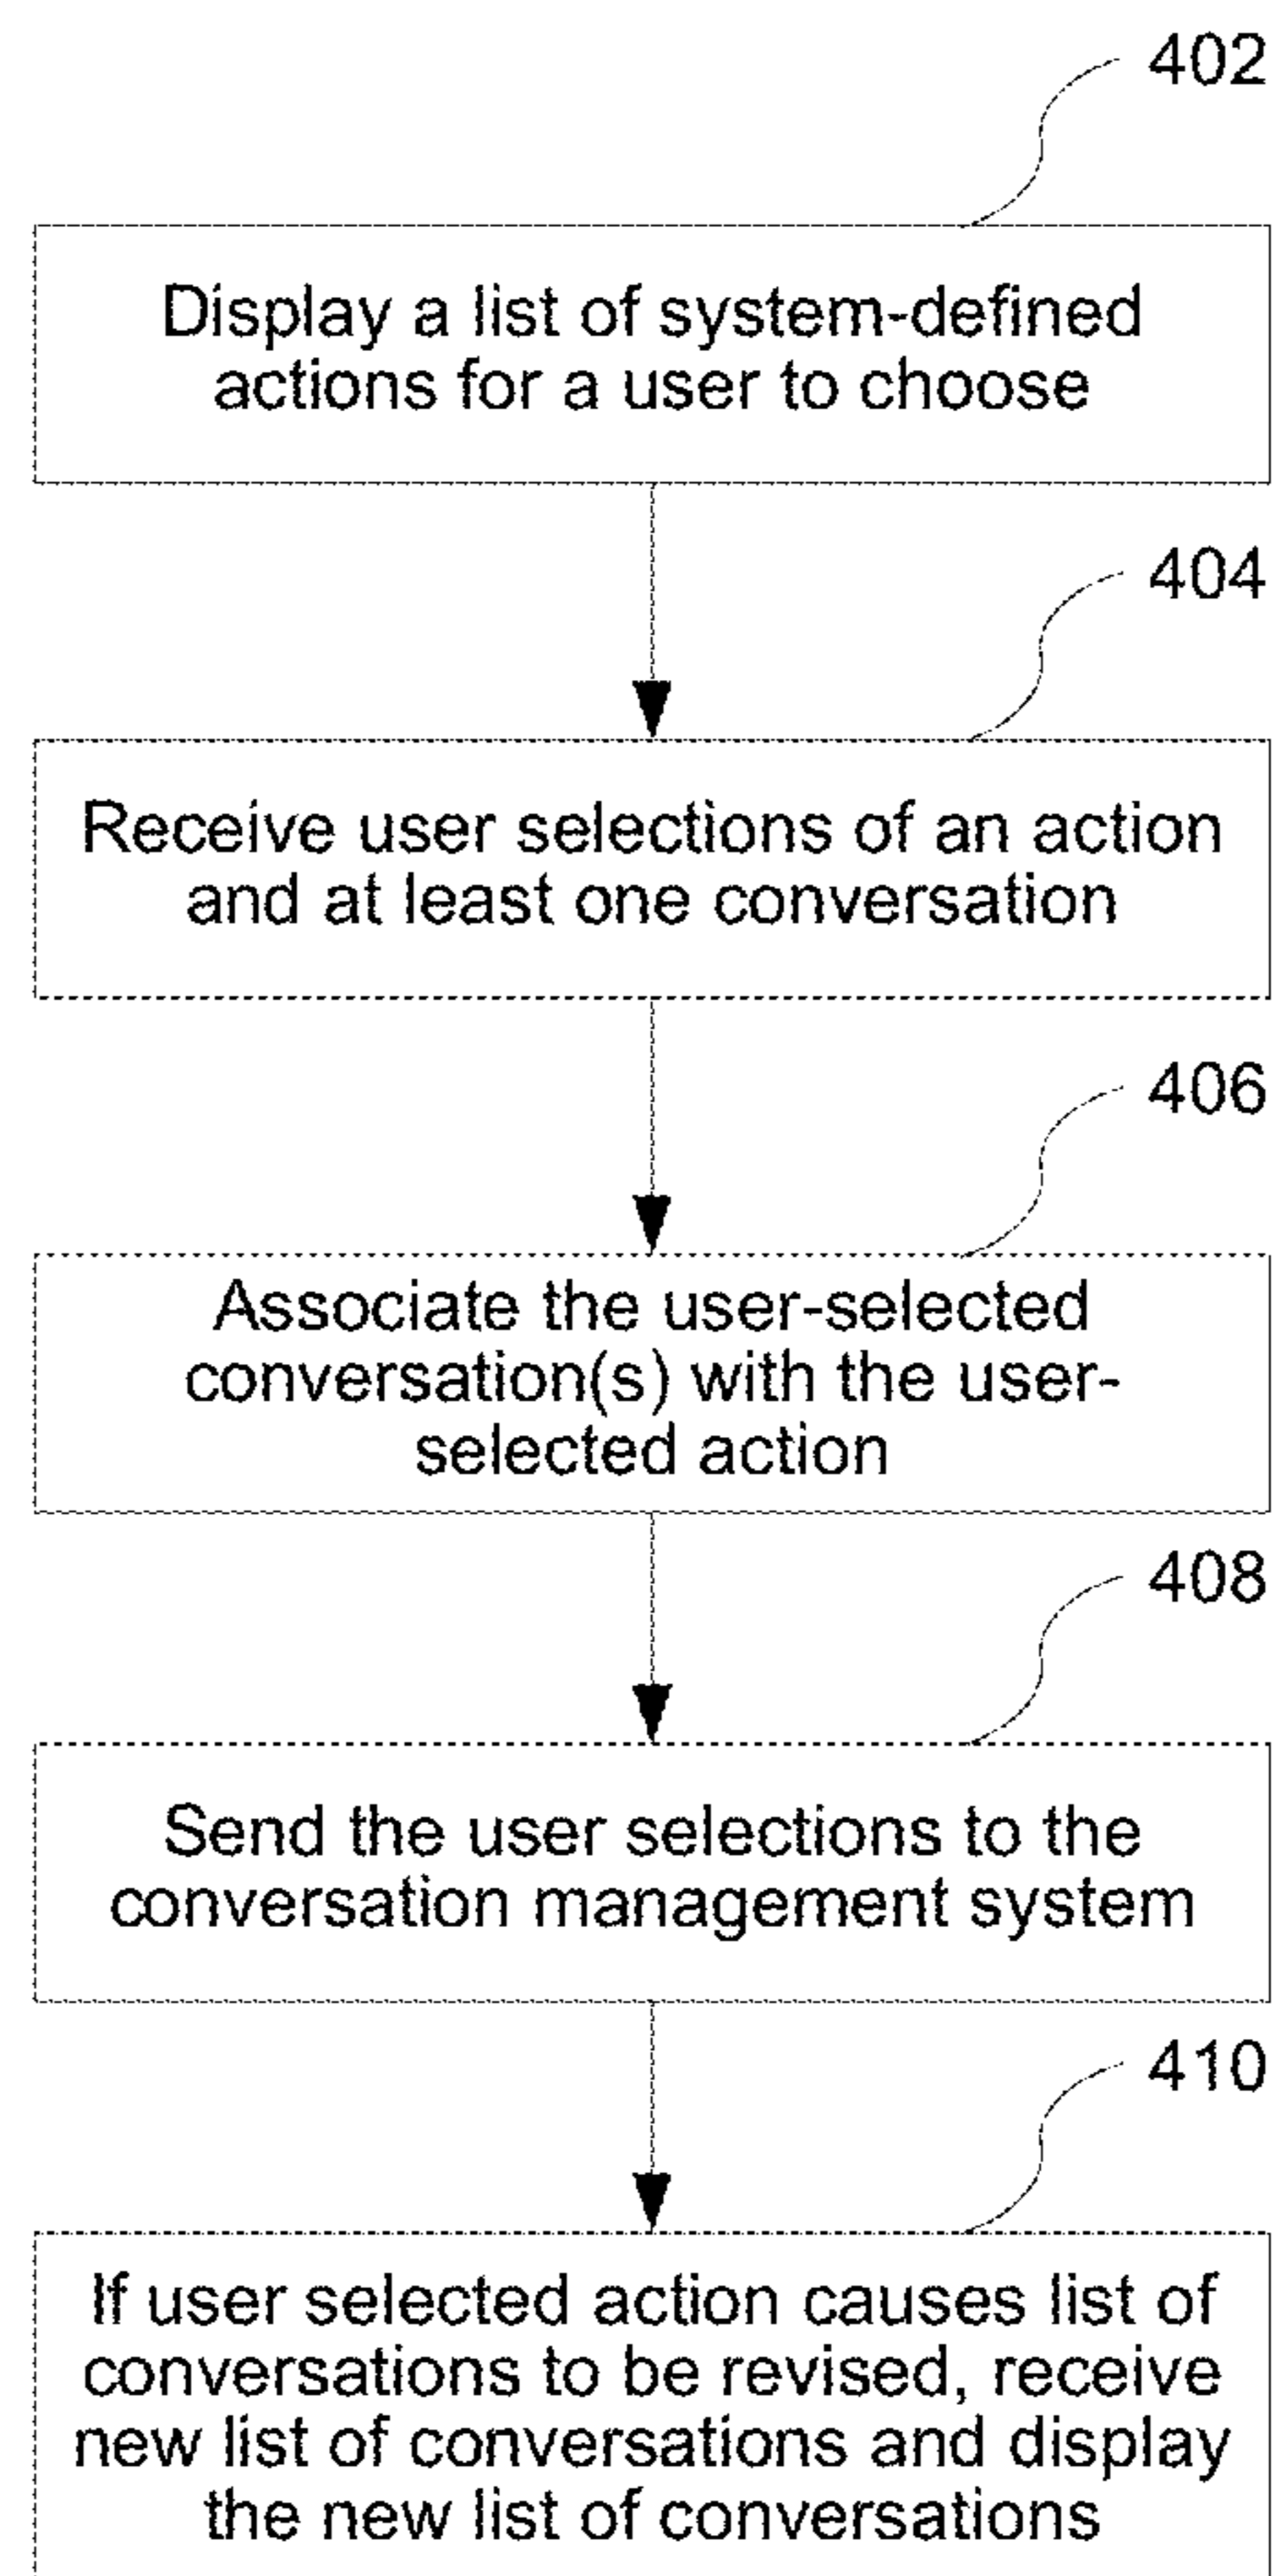 402
Display a list of system-defined
actions for a user to choose
404
Receive user selections of an action
and at least one conversation
406
Associate the user-selected
conversation(s) with the user-
selected action
408
Send the user selections to the
conversation management system
410
If user selected action causes list of
conversations to be revised, receive
new list of conversations and display
the new list of conversations